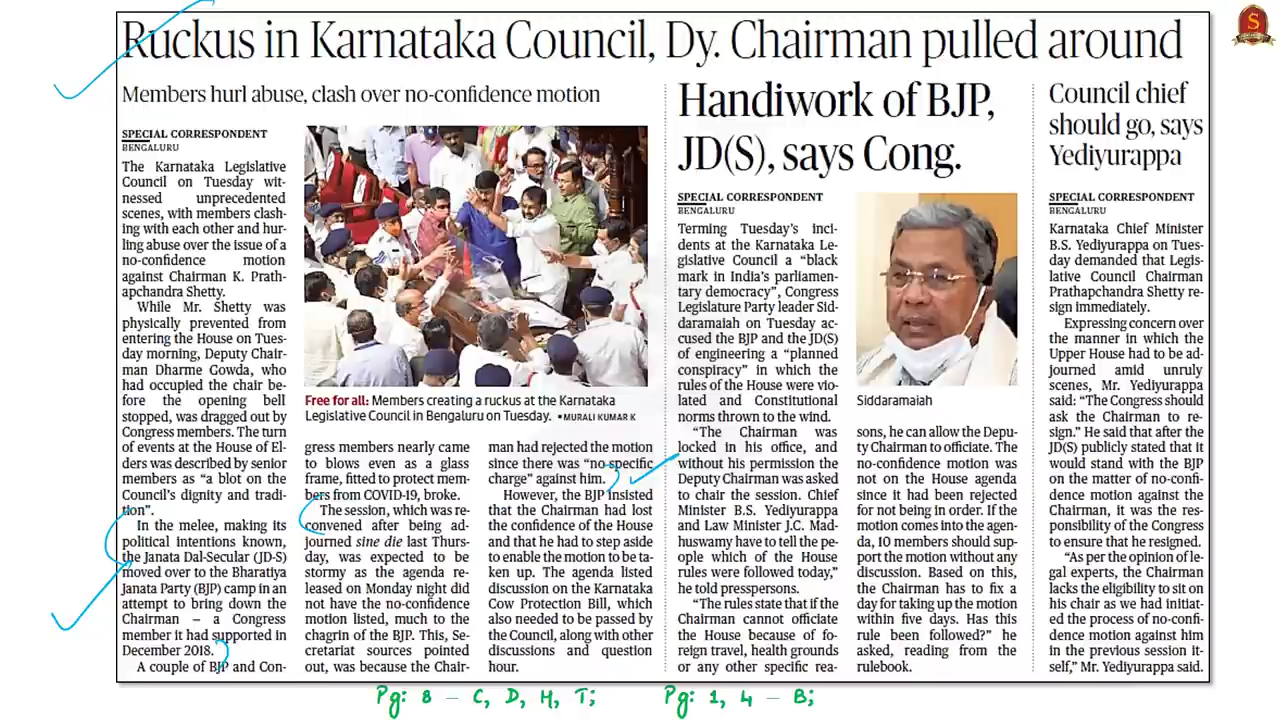 Ruckus in Karnataka Council, Dy. Chairman pulled around
Members hurl abuse, clash over no-confidence motion
SPECIAL CORRESPONDENT
BENGALURU
The Karnataka Legislative
Council on Tuesday wit-
nessed unprecedented
scenes, with members clash-
ing with each other and hur-
ling abuse over the issue of a
no-confidence motion
against Chairman K. Prath-
apchandra Shetty.
While Mr. Shetty was
physically prevented from
entering the House on Tues-
day morning, Deputy Chair-
man Dharme Gowda, who
had occupied the chair be-
fore the opening bell
stopped, was dragged out by
Congress members. The turn
of events at the House of El-
ders was described by senior
members as “a blot on the
Council’s dignity and tradi-
tion”.
In the melee, making its
political intentions known,
the Janata Dal-Secular (JD-S)
moved over to the Bharatiya
Janata Party (BJP) camp in an
attempt to bring down the
Chairman – a Congress
member it had supported in
December 2018.
A couple of BJP and Con-
Free for all: Members creating a ruckus at the Karnataka
Legislative Council in Bengaluru on Tuesday. • MURALI KUMAR K
gress members nearly came
to blows even as a glass
frame, fitted to protect mem-
bers from COVID-19, broke.
The session, which was re-
convened after being ad-
journed sine die last Thurs-
day, was expected to be
stormy as the agenda re-
leased on Monday night did
not have the no-confidence
motion listed, much to the
chagrin of the BJP. This, Se-
cretariat sources pointed
out, was because the Chair-
man had rejected the motion
since there was “no specific
charge” against him.
However, the BJP insisted
that the Chairman had lost
the confidence of the House
and that he had to step aside
to enable the motion to be ta-
ken up. The agenda listed
discussion on the Karnataka
Cow Protection Bill, which
also needed to be passed by
the Council, along with other
discussions and question
hour.
Handiwork of BJP,
JD(S), says Cong.
SPECIAL CORRESPONDENT
BENGALURU
Terming Tuesday’s inci-
dents at the Karnataka Le-
gislative Council a “black
mark in India’s parliamen-
tary democracy”, Congress
Legislature Party leader Sid-
daramaiah on Tuesday ac-
cused the BJP and the JD(S)
of engineering a “planned
conspiracy” in which the
rules of the House were vio-
lated and Constitutional
norms thrown to the wind.
“The Chairman was
locked in his office, and
without his permission the
Deputy Chairman was asked
to chair the session. Chief
Minister B.S. Yediyurappa
and Law Minister J.C. Mad-
huswamy have to tell the peo-
ple which of the House
rules were followed today,”
he told presspersons.
“The rules state that if the
Chairman cannot officiate
the House because of fo-
reign travel, health grounds
or any other specific rea-
Siddaramaiah
sons, he can allow the Depu-
ty Chairman to officiate. The
no-confidence motion was
not on the House agenda
since it had been rejected
for not being in order. If the
motion comes into the agen-
da, 10 members should sup-
port the motion without any
discussion. Based on this,
the Chairman has to fix a
day for taking up the motion
within five days. Has this
rule been followed?” he
asked, reading from the
rulebook.
Council chief
should go, says
Yediyurappa
SPECIAL CORRESPONDENT
BENGALURU
Karnataka Chief Minister
B.S. Yediyurappa on Tues-
day demanded that Legis-
lative Council Chairman
Prathapchandra Shetty re-
sign immediately.
Expressing concern over
the manner in which the
Upper House had to be ad-
journed amid unruly
scenes, Mr. Yediyurappa
said: “The Congress should
ask the Chairman to re-
sign.” He said that after the
JD(S) publicly stated that it
would stand with the BJP
on the matter of no-confi-
dence motion against the
Chairman, it was the res-
ponsibility of the Congress
to ensure that he resigned.
“As per the opinion of le-
gal experts, the Chairman
lacks the eligibility to sit on
his chair as we had initiat-
ed the process of no-confi-
dence motion against him
in the previous session it-
self,” Mr. Yediyurappa said.
Pg: 8 – C, D, H, T; Pg: 1, 4 – B;
S